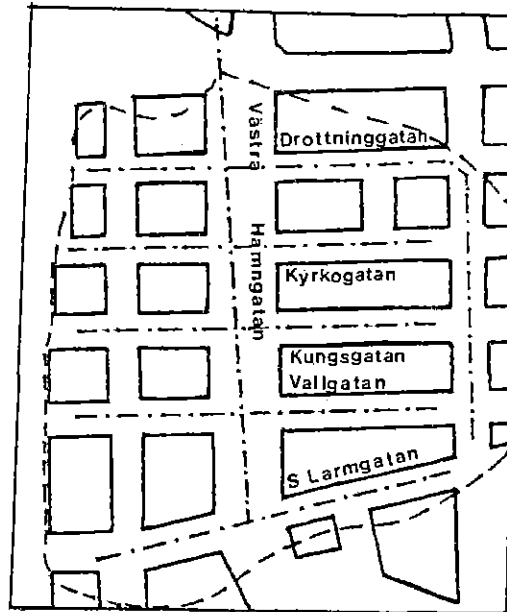 Västra Hamngatan
Drottninggatan
Kyrkogatan
Kungsgatan
Vallgatan
S Larmgatan